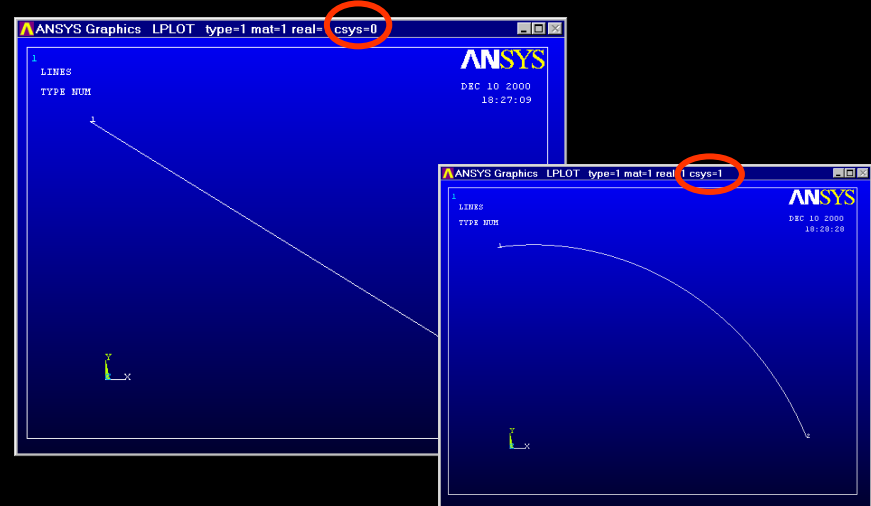 ANSYS Graphics LPLOT type=1 mat=1 real= csys=0
1
LINES
TYPE NUM
ANSYS
DEC 10 2000
18:27:09
1
Y
X
ANSYS Graphics LPLOT type=1 mat=1 real=1 csys=1
1
LINES
TYPE NUM
ANSYS
DEC 10 2000
18:28:28
1
2
Y
X